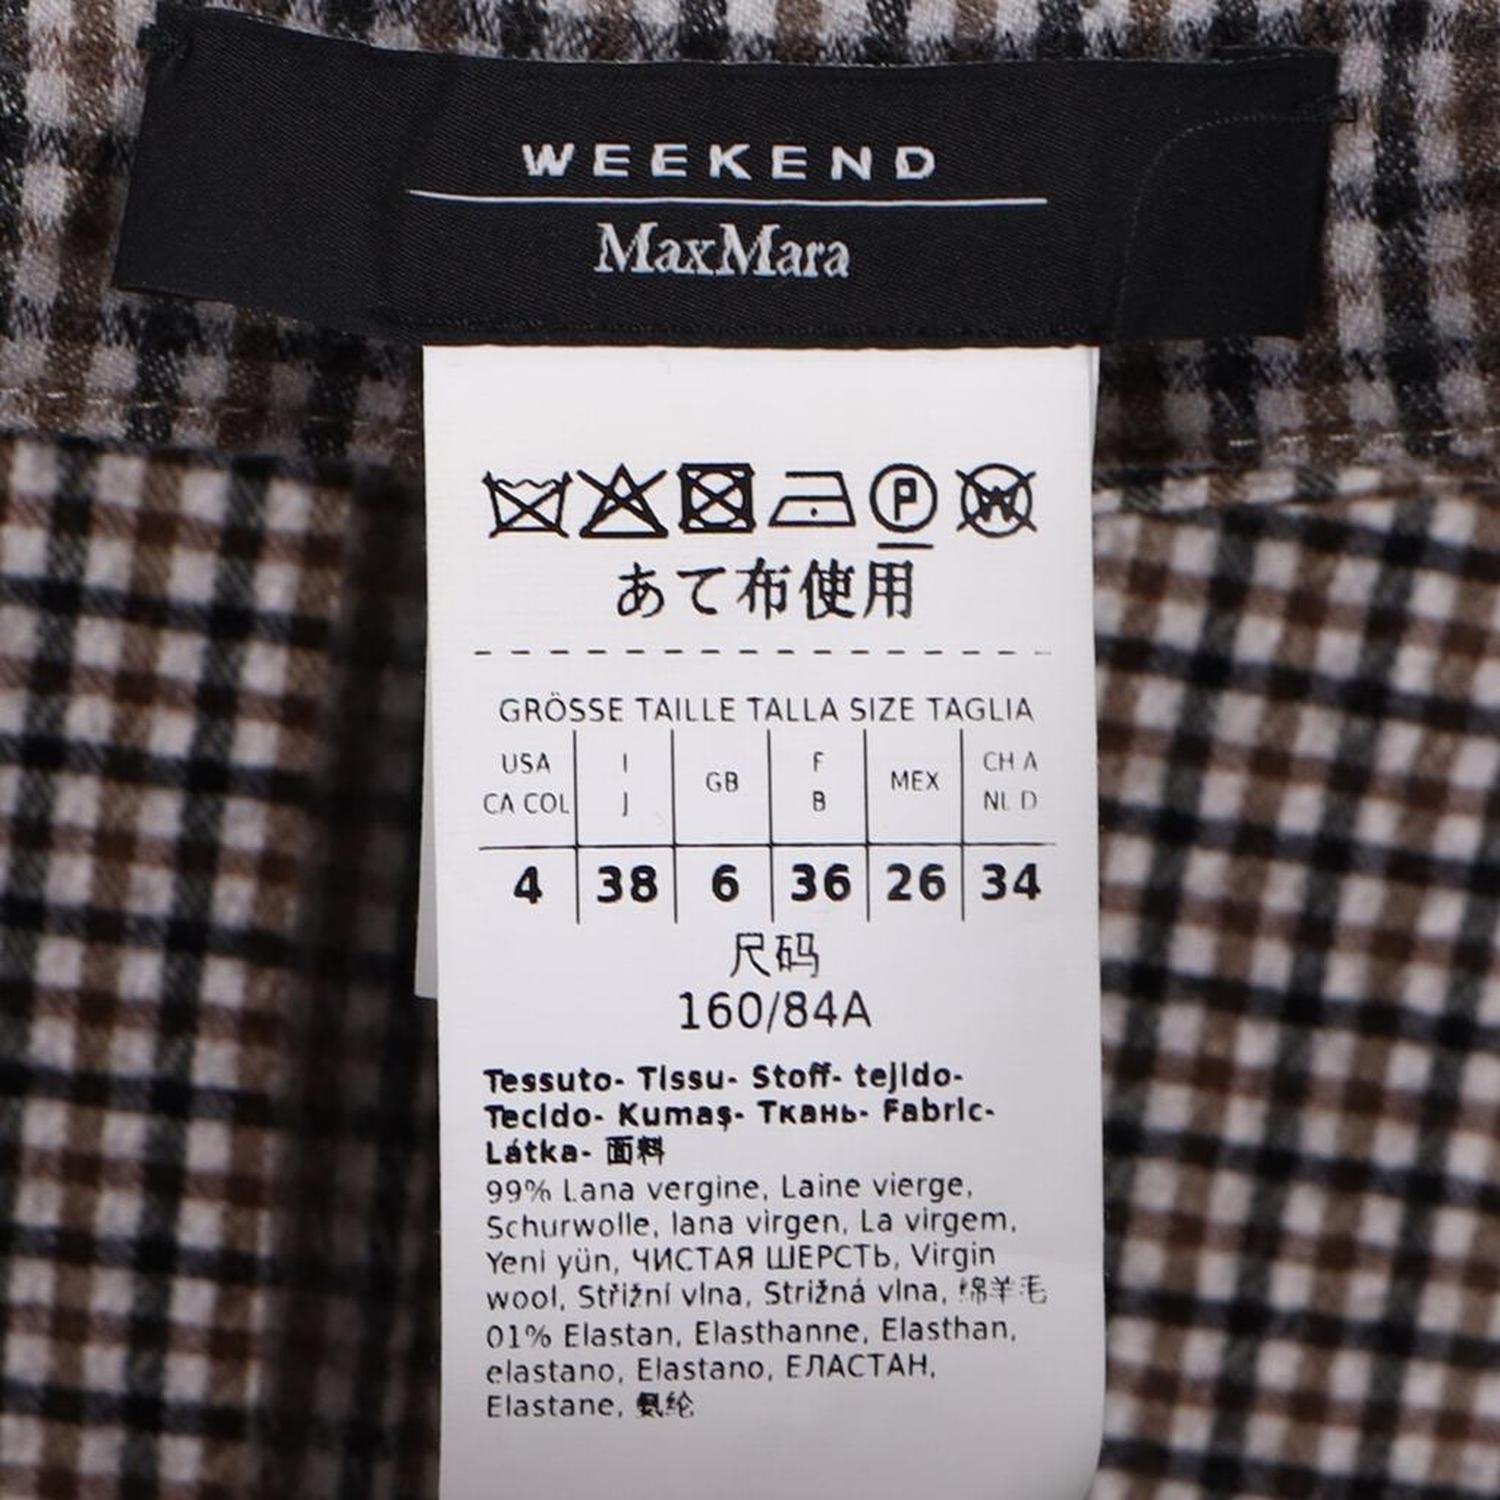 WEEKEND
MaxMara
P W
あて布使用
GRÖSSE TAILLE TALLA SIZE TAGLIA
USA I GB F MEX CH A
CA COL J B NL D
4 38 6 36 26 34
尺码
160/84A
Tessuto- Tissu- Stoff- tejido-
Tecido- Kumaş- Ткань- Fabric-
Látka- 面料
99% Lana vergine, Laine vierge,
Schurwolle, lana virgen, La virgem,
Yeni yün, ЧИСТАЯ ШЕРСТЬ, Virgin
wool, Střižní vlna, Strižná vlna, 绵羊毛
01% Elastan, Elasthanne, Elasthan,
elastano, Elastano, ЕЛАСТАН,
Elastane, 氨纶